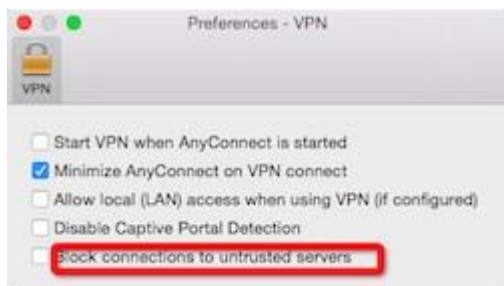 Preferences - VPN
VPN
Start VPN when AnyConnect is started
Minimize AnyConnect on VPN connect
Allow local (LAN) access when using VPN (if configured)
Disable Captive Portal Detection
Block connections to untrusted servers